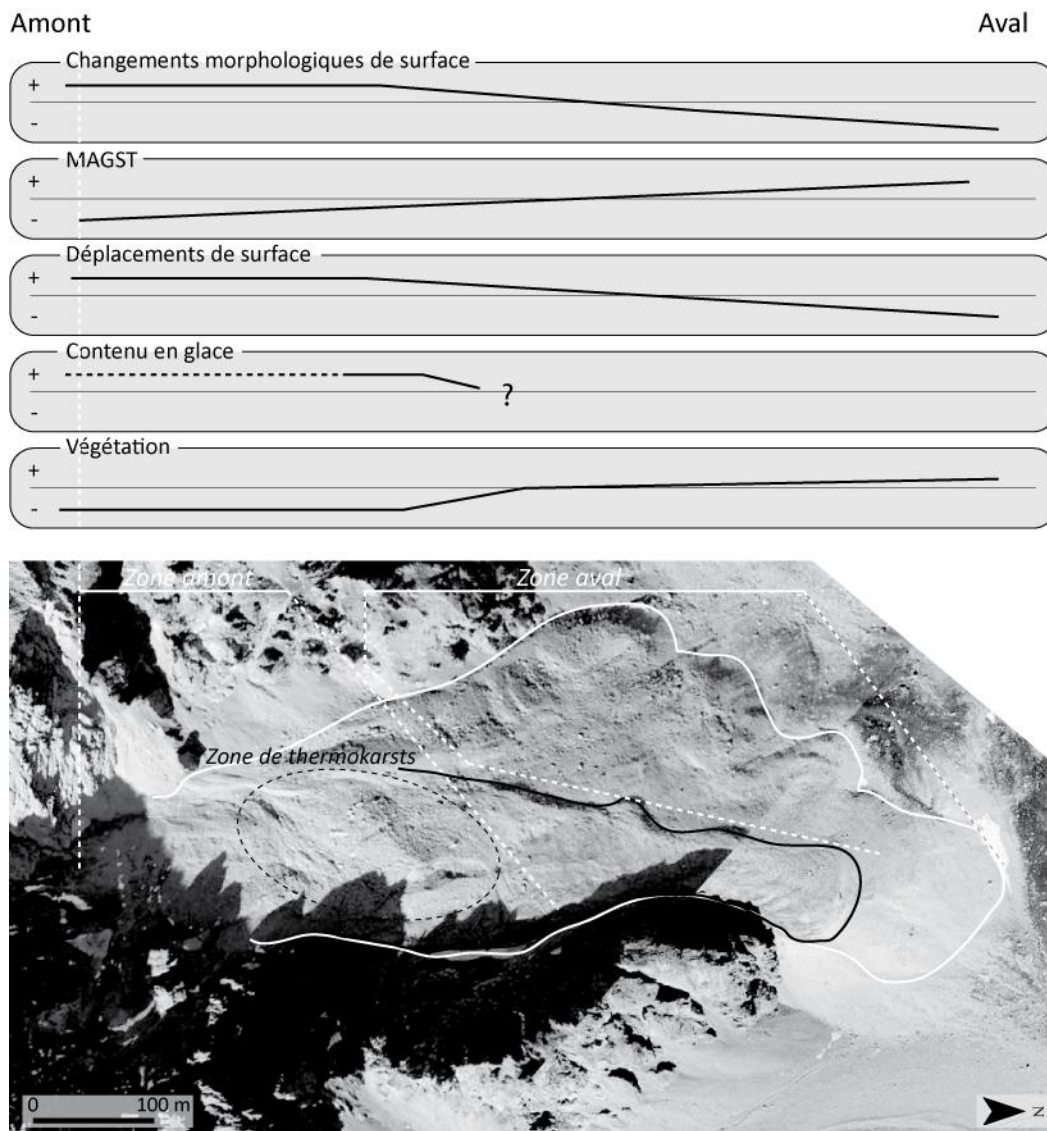 Amont Aval
Changements morphologiques de surface
+
-
MAGST
+
-
Déplacements de surface
+
-
Contenu en glace
+
?
-
Végétation
+
-
Zone amont Zone aval
Zone de thermokarsts
0 100 m
N